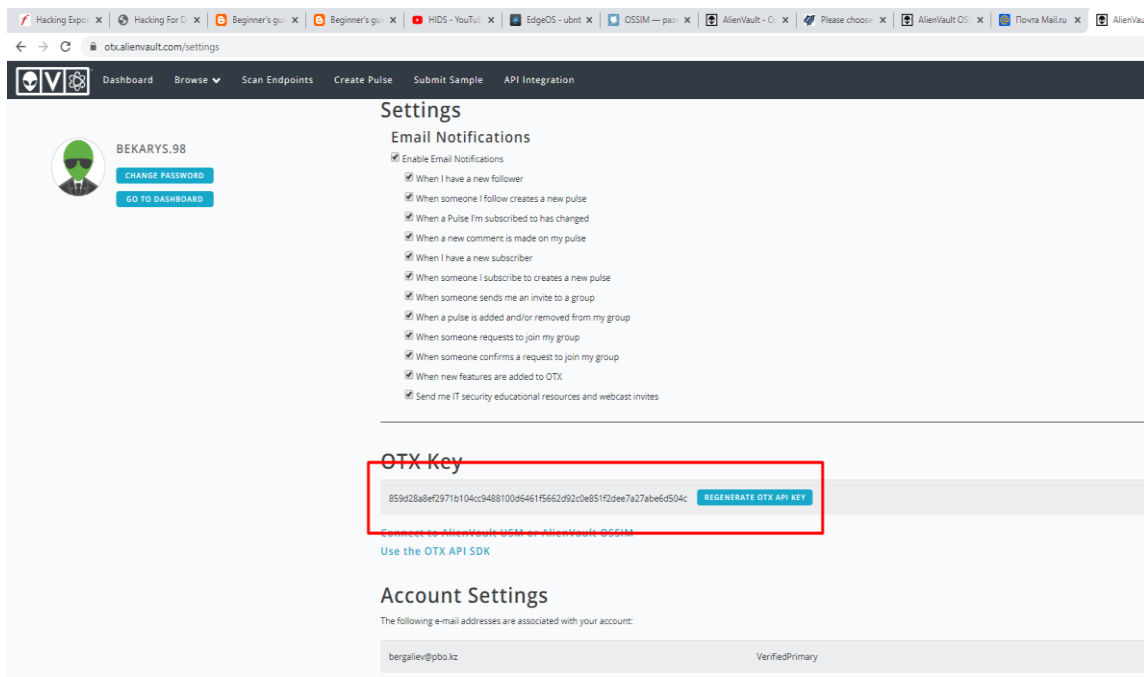 Hacking Expo: Hacking For D Beginner's gui Beginner's gui HIDS - YouTub EdgeOS - ubnt OSSIM — раз AlienVault - O Please choose AlienVault OS Почта Mail.ru AlienVau
otx.alienvault.com/settings
Dashboard Browse Scan Endpoints Create Pulse Submit Sample API Integration
Settings
Email Notifications
BEKARYS.98
Enable Email Notifications
CHANGE PASSWORD
When I have a new follower
GO TO DASHBOARD
When someone I follow creates a new pulse
When a Pulse I'm subscribed to has changed
When a new comment is made on my pulse
When I have a new subscriber
When someone I subscribe to creates a new pulse
When someone sends me an invite to a group
When a pulse is added and/or removed from my group
When someone requests to join my group
When someone confirms a request to join my group
When new features are added to OTX
Send me IT security educational resources and webcast invites
OTX Key
859d28a8ef2971b104cc9488100d6461f5662d92c0e851f2dee7a27abe6d504c REGENERATE OTX API KEY
Connect to AlienVault USM or AlienVault OSSIM
Use the OTX API SDK
Account Settings
The following e-mail addresses are associated with your account:
bergaliev@pbo.kz VerifiedPrimary